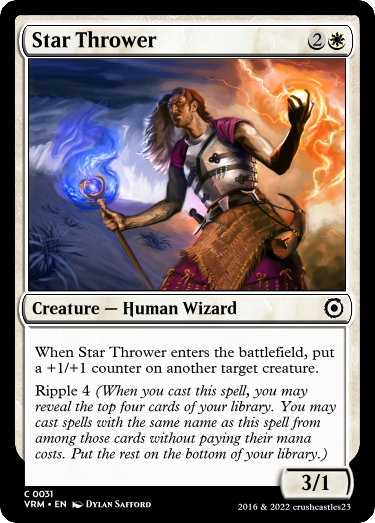 Star Thrower 2
Creature — Human Wizard
When Star Thrower enters the battlefield, put
a +1/+1 counter on another target creature.
Ripple 4 (When you cast this spell, you may
reveal the top four cards of your library. You may
cast spells with the same name as this spell from
among those cards without paying their mana
costs. Put the rest on the bottom of your library.)
3/1
C 0031
VRM • EN DYLAN SAFFORD
2016 & 2022 crushcastles23